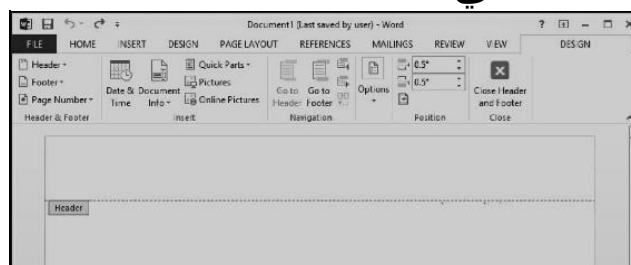 Document1 (Last saved by user) - Word
FILE HOME INSERT DESIGN PAGE LAYOUT REFERENCES MAILINGS REVIEW VIEW DESIGN
Header Quick Parts 0.5"
Footer Pictures 0.5"
Page Number Online Pictures
Date & Time
Document Info
Go to Header
Go to Footer
Options
Close Header and Footer
Header & Footer Insert Navigation Position Close
Header